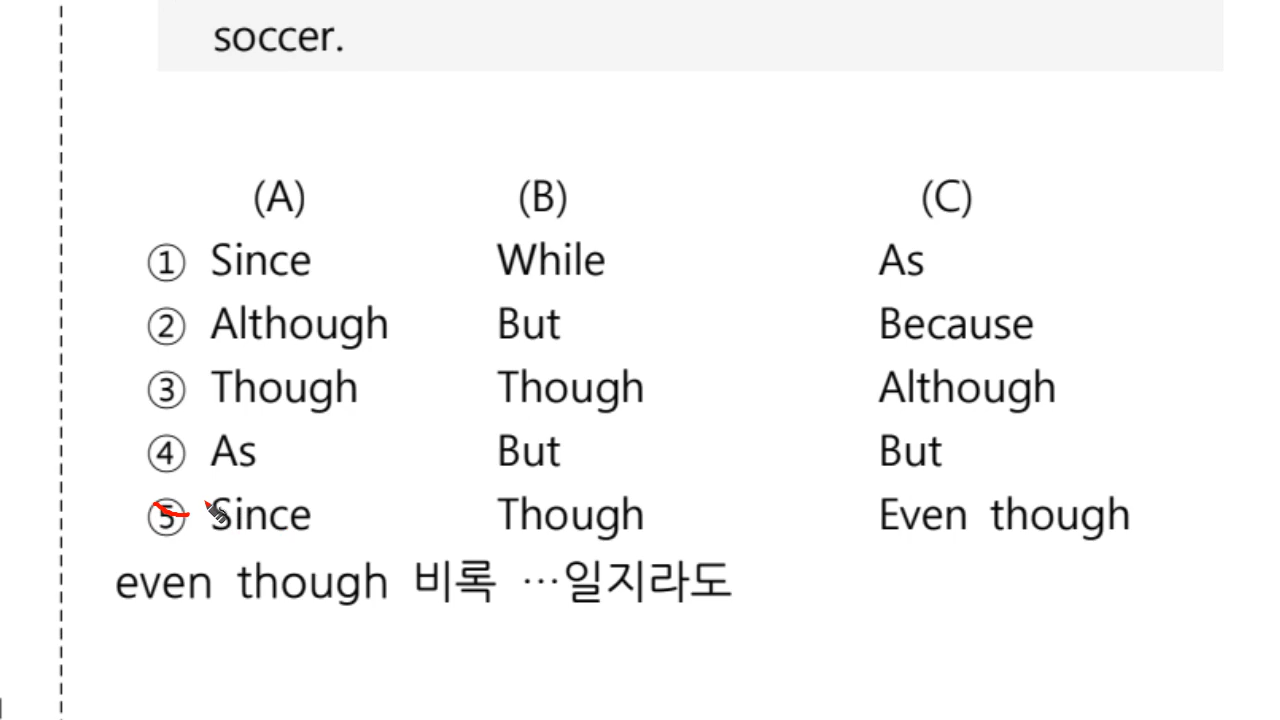 soccer.
(A) (B) (C)
① Since While As
② Although But Because
③ Though Though Although
④ As But But
⑤ Since Though Even though
even though 비록 …일지라도